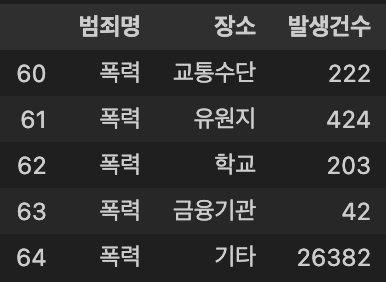 범죄명 장소 발생건수
60 폭력 교통수단 222
61 폭력 유원지 424
62 폭력 학교 203
63 폭력 금융기관 42
64 폭력 기타 26382